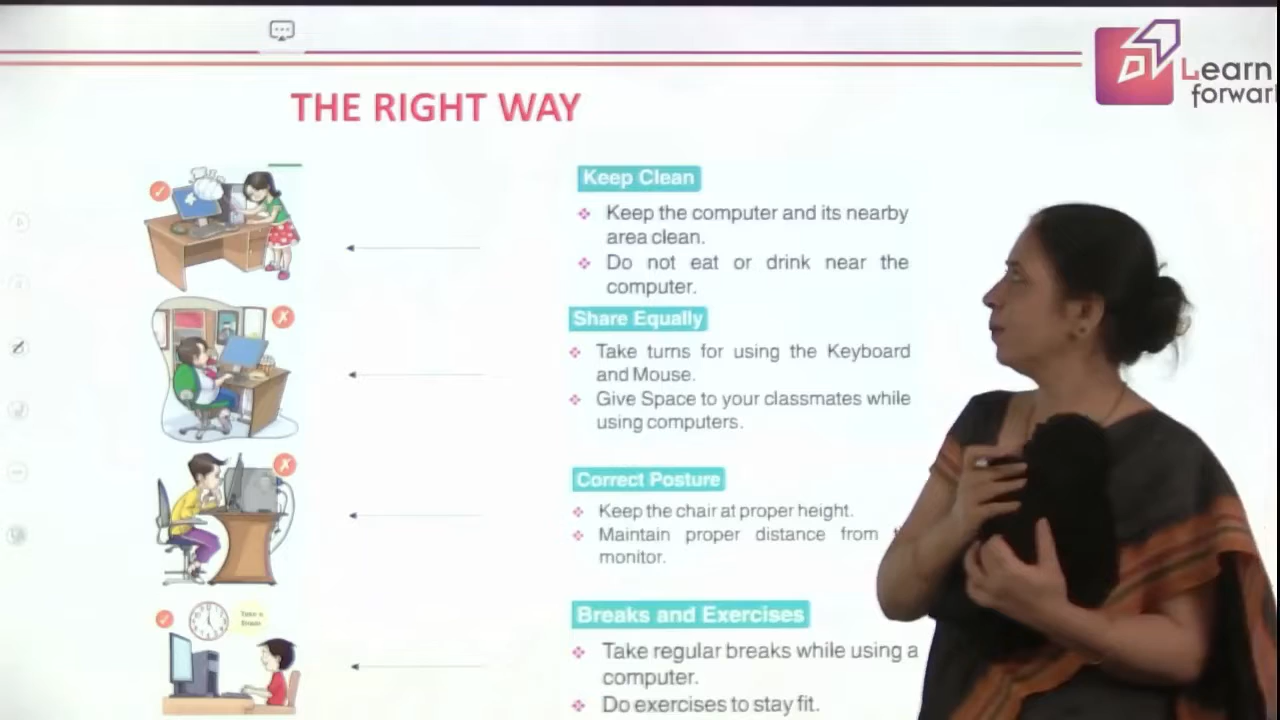 Learn
forward
THE RIGHT WAY
Keep Clean
❖ Keep the computer and its nearby
area clean.
❖ Do not eat or drink near the
computer.
Share Equally
❖ Take turns for using the Keyboard
and Mouse.
❖ Give Space to your classmates while
using computers.
Correct Posture
❖ Keep the chair at proper height.
❖ Maintain proper distance from
monitor.
Take a
Break
Breaks and Exercises
❖ Take regular breaks while using a
computer.
❖ Do exercises to stay fit.